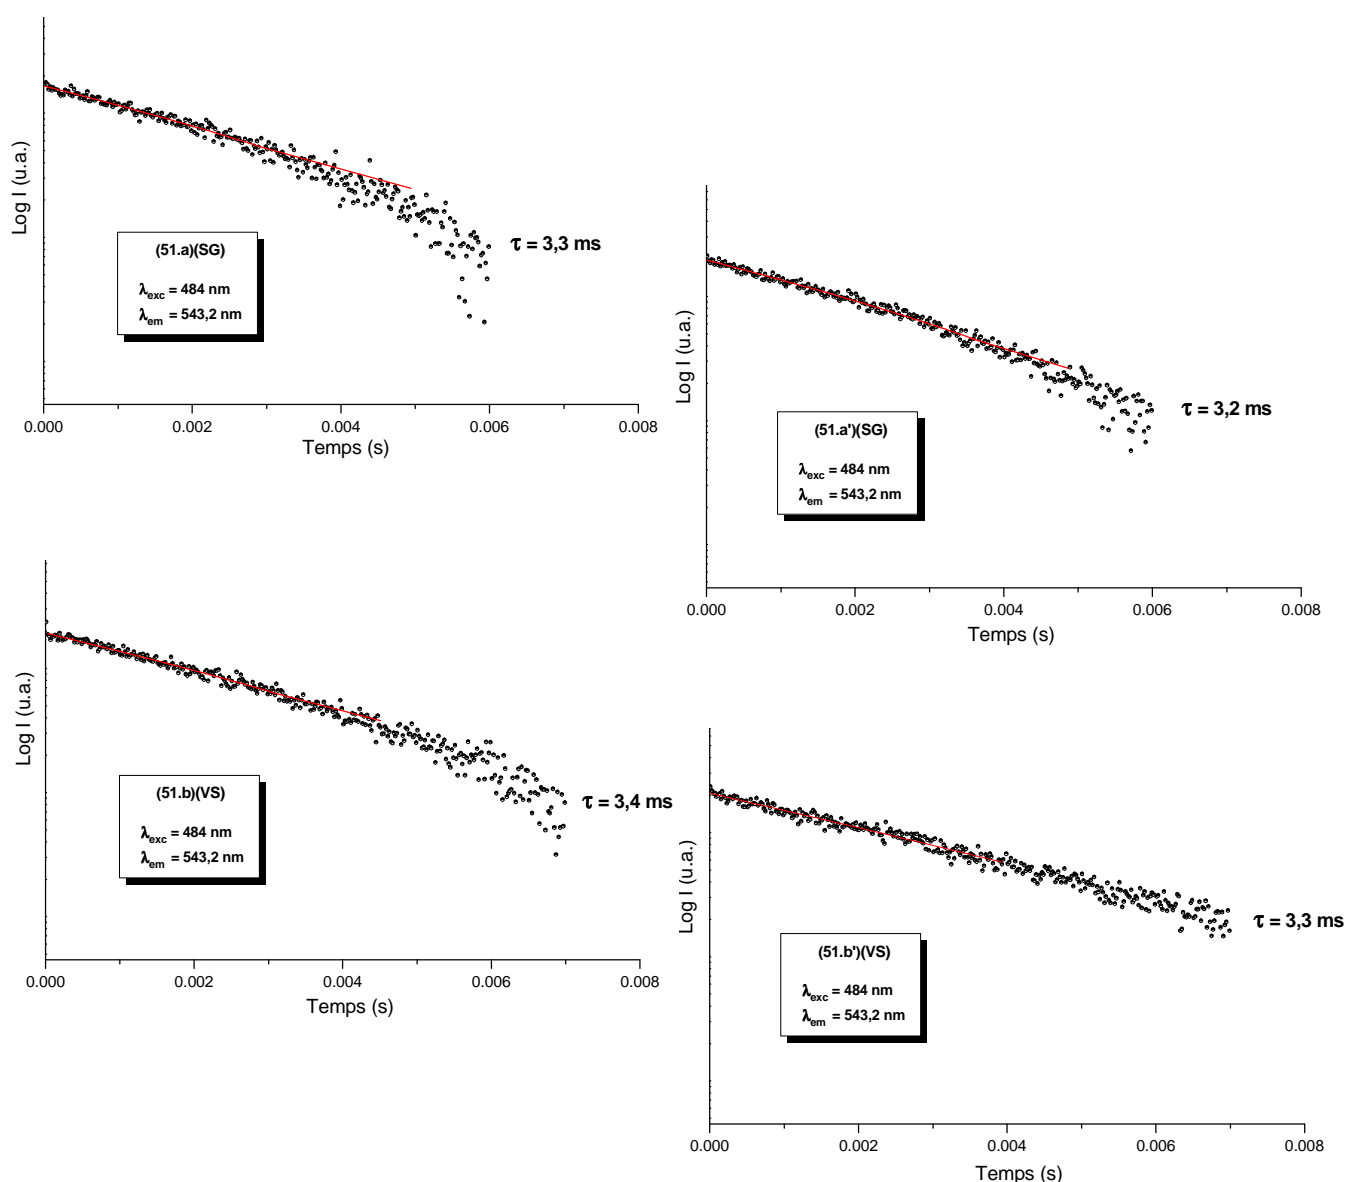 Log I (u.a.)
(51.a)(SG)
λexc = 484 nm
λem = 543,2 nm
τ = 3,3 ms
0.000 0.002 0.004 0.006 0.008
Temps (s)
Log I (u.a.)
(51.a')(SG)
λexc = 484 nm
λem = 543,2 nm
τ = 3,2 ms
0.000 0.002 0.004 0.006 0.008
Temps (s)
Log I (u.a.)
(51.b)(VS)
λexc = 484 nm
λem = 543,2 nm
τ = 3,4 ms
0.000 0.002 0.004 0.006 0.008
Temps (s)
Log I (u.a.)
(51.b')(VS)
λexc = 484 nm
λem = 543,2 nm
τ = 3,3 ms
0.000 0.002 0.004 0.006 0.008
Temps (s)